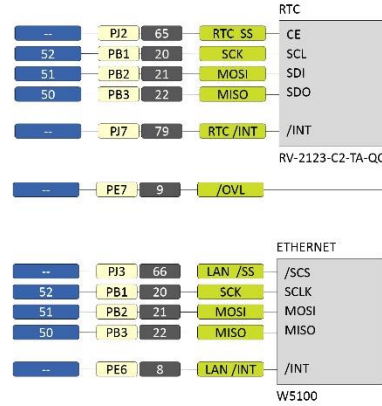 RTC
-- PJ2 65 RTC SS CE
52 PB1 20 SCK SCL
51 PB2 21 MOSI SDI
50 PB3 22 MISO SDO
-- PJ7 79 RTC /INT /INT
RV-2123-C2-TA-QC
-- PE7 9 /OVL
ETHERNET
-- PJ3 66 LAN /SS /SCS
52 PB1 20 SCK SCLK
51 PB2 21 MOSI MOSI
50 PB3 22 MISO MISO
-- PE6 8 LAN /INT /INT
W5100